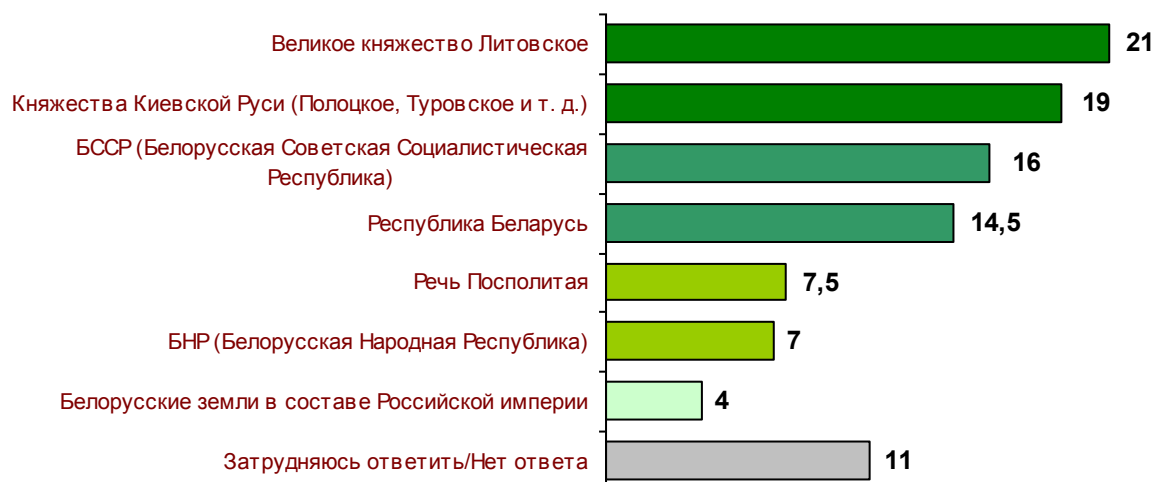 Великое княжество Литовское 21
Княжества Киевской Руси (Полоцкое, Туровское и т. д.) 19
БССР (Белорусская Советская Социалистическая
Республика) 16
Республика Беларусь 14,5
Речь Посполитая 7,5
БНР (Белорусская Народная Республика) 7
Белорусские земли в составе Российской империи 4
Затрудняюсь ответить/Нет ответа 11